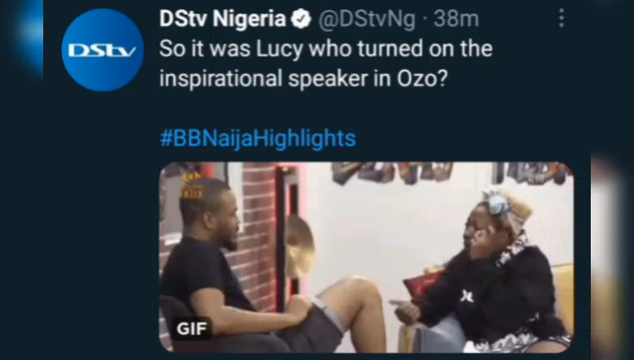 DStv Nigeria @DStvNg · 38m
DStv
So it was Lucy who turned on the
inspirational speaker in Ozo?
#BBNaijaHighlights
GIF